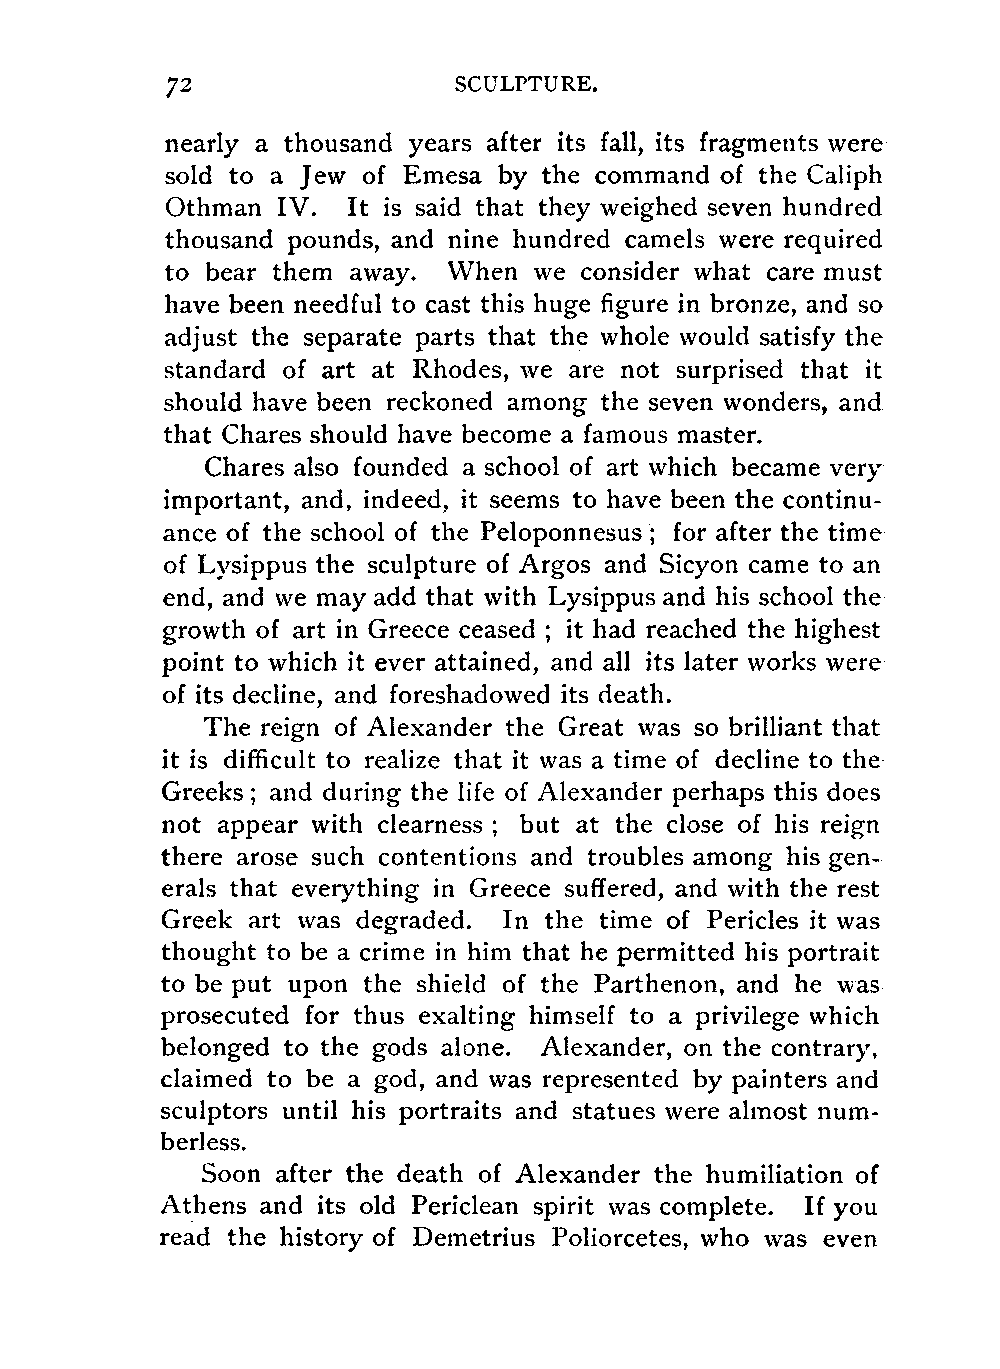 72 SCULPTURE.
nearly a thousand years after its fall, its fragments were
sold to a Jew of Emesa by the command of the Caliph
Othman IV. It is said that they weighed seven hundred
thousand pounds, and nine hundred camels were required
to bear them away. When we consider what care must
have been needful to cast this huge figure in bronze, and so
adjust the separate parts that the whole would satisfy the
standard of art at Rhodes, we are not surprised that it
should have been reckoned among the seven wonders, and
that Chares should have become a famous master.
Chares also founded a school of art which became very
important, and, indeed, it seems to have been the continu-
ance of the school of the Peloponnesus ; for after the time
of Lysippus the sculpture of Argos and Sicyon came to an
end, and we may add that with Lysippus and his school the
growth of art in Greece ceased ; it had reached the highest
point to which it ever attained, and all its later works were
of its decline, and foreshadowed its death.
The reign of Alexander the Great was so brilliant that
it is difficult to realize that it was a time of decline to the
Greeks ; and during the life of Alexander perhaps this does
not appear with clearness ; but at the close of his reign
there arose such contentions and troubles among his gen-
erals that everything in Greece suffered, and with the rest
Greek art was degraded. In the time of Pericles it was
thought to be a crime in him that he permitted his portrait
to be put upon the shield of the Parthenon, and he was
prosecuted for thus exalting himself to a privilege which
belonged to the gods alone. Alexander, on the contrary,
claimed to be a god, and was represented by painters and
sculptors until his portraits and statues were almost num-
berless.
Soon after the death of Alexander the humiliation of
Athens and its old Periclean spirit was complete. If you
read the history of Demetrius Poliorcetes, who was even